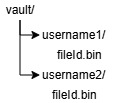 vault/
username1/
fileId.bin
username2/
fileId.bin